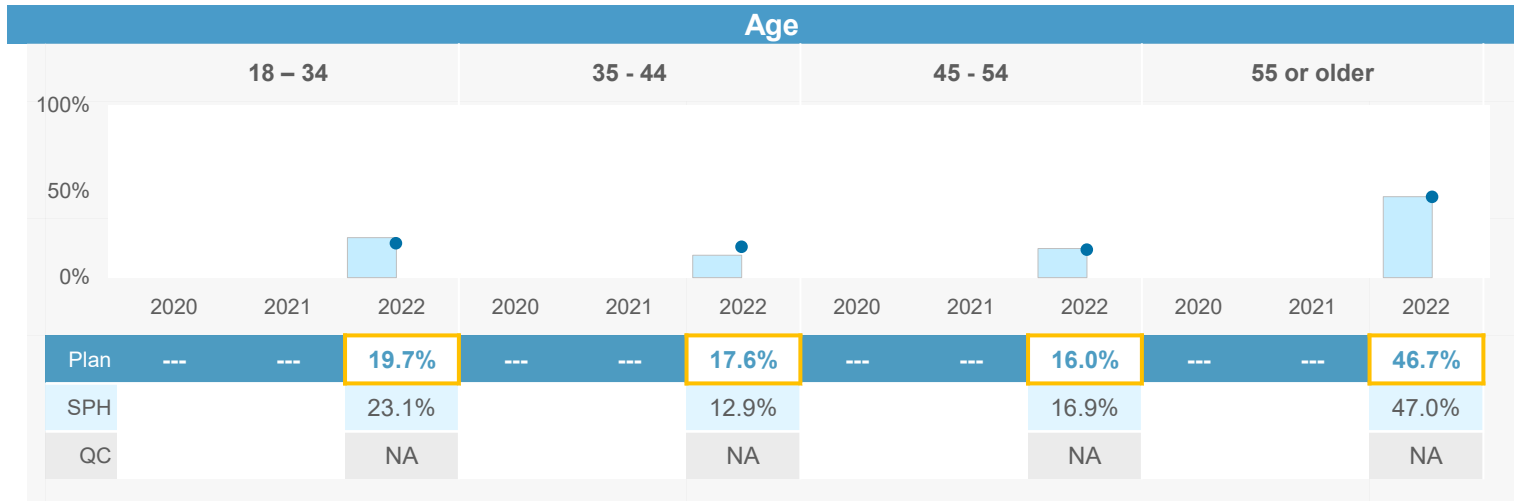 Age
18 – 34 35 - 44 45 - 54 55 or older
100%
50%
0%
2020 2021 2022 2020 2021 2022 2020 2021 2022 2020 2021 2022
Plan --- --- 19.7% --- --- 17.6% --- --- 16.0% --- --- 46.7%
SPH 23.1% 12.9% 16.9% 47.0%
QC NA NA NA NA